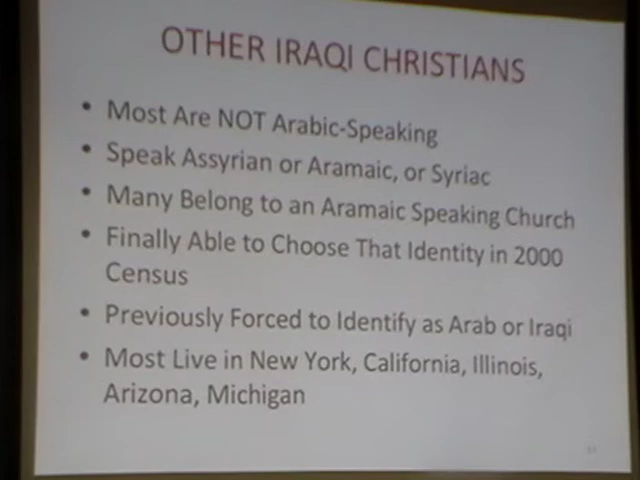 OTHER IRAQI CHRISTIANS
• Most Are NOT Arabic-Speaking
• Speak Assyrian or Aramaic, or Syriac
• Many Belong to an Aramaic Speaking Church
• Finally Able to Choose That Identity in 2000
Census
• Previously Forced to Identify as Arab or Iraqi
• Most Live in New York, California, Illinois,
Arizona, Michigan